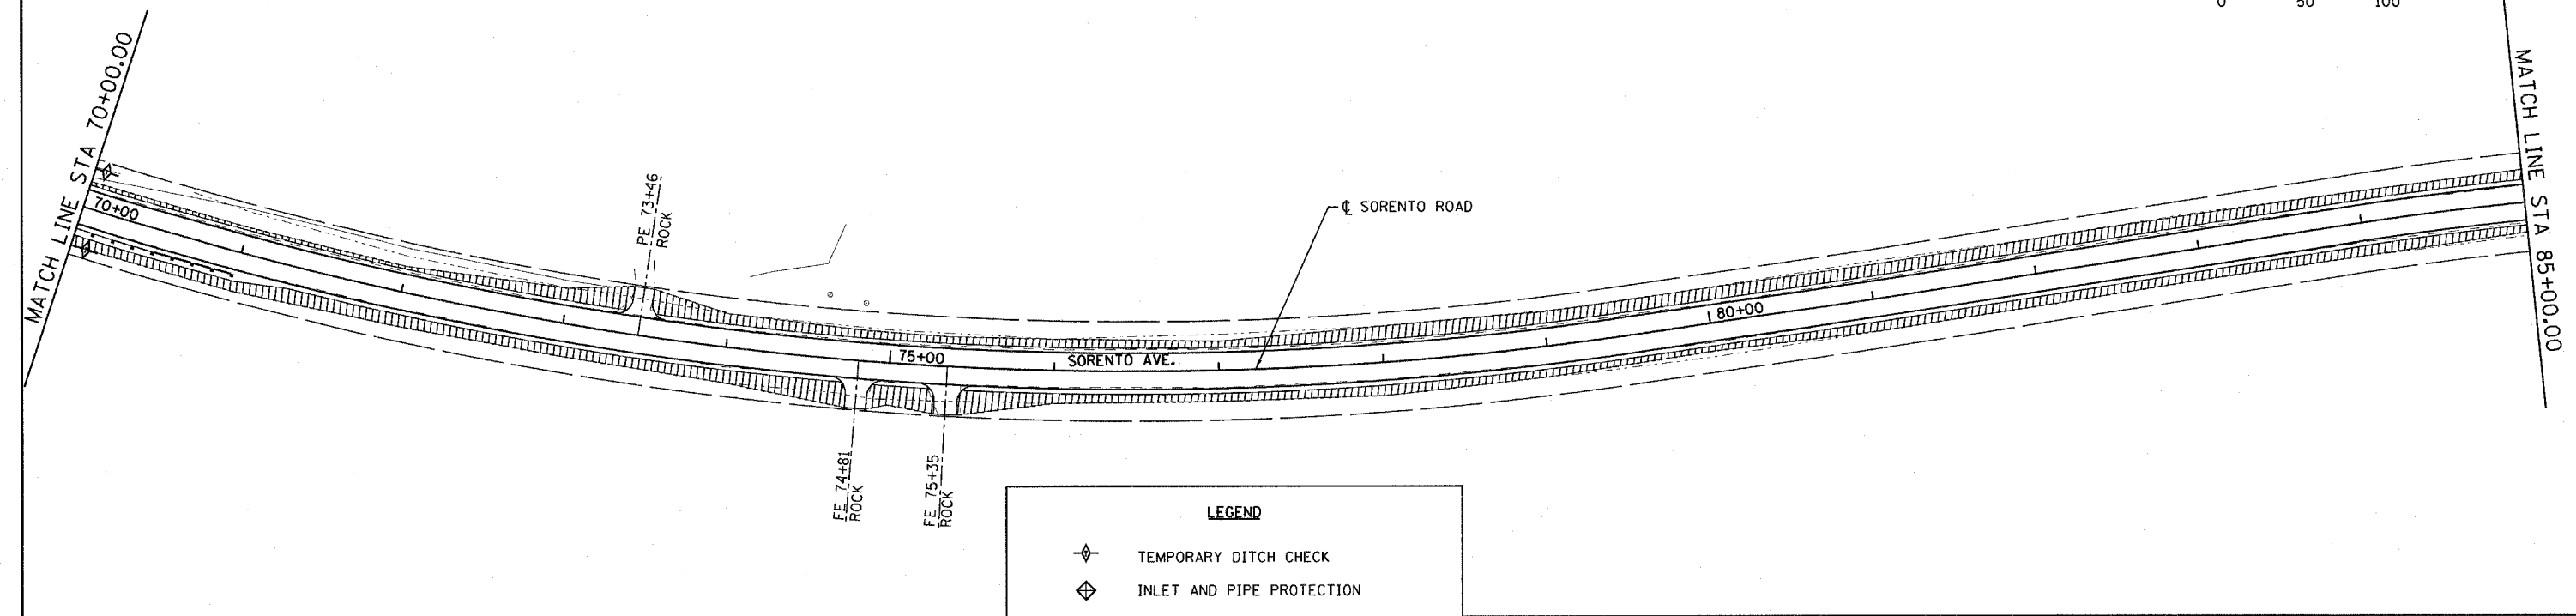 0 50 100
MATCH LINE STA 70+00.00
MATCH LINE STA 85+00.00
70+00
PE 73+46
ROCK
℄ SORENTO ROAD
80+00
75+00
SORENTO AVE.
FE 74+81
ROCK
FE 75+35
ROCK
LEGEND
TEMPORARY DITCH CHECK
INLET AND PIPE PROTECTION